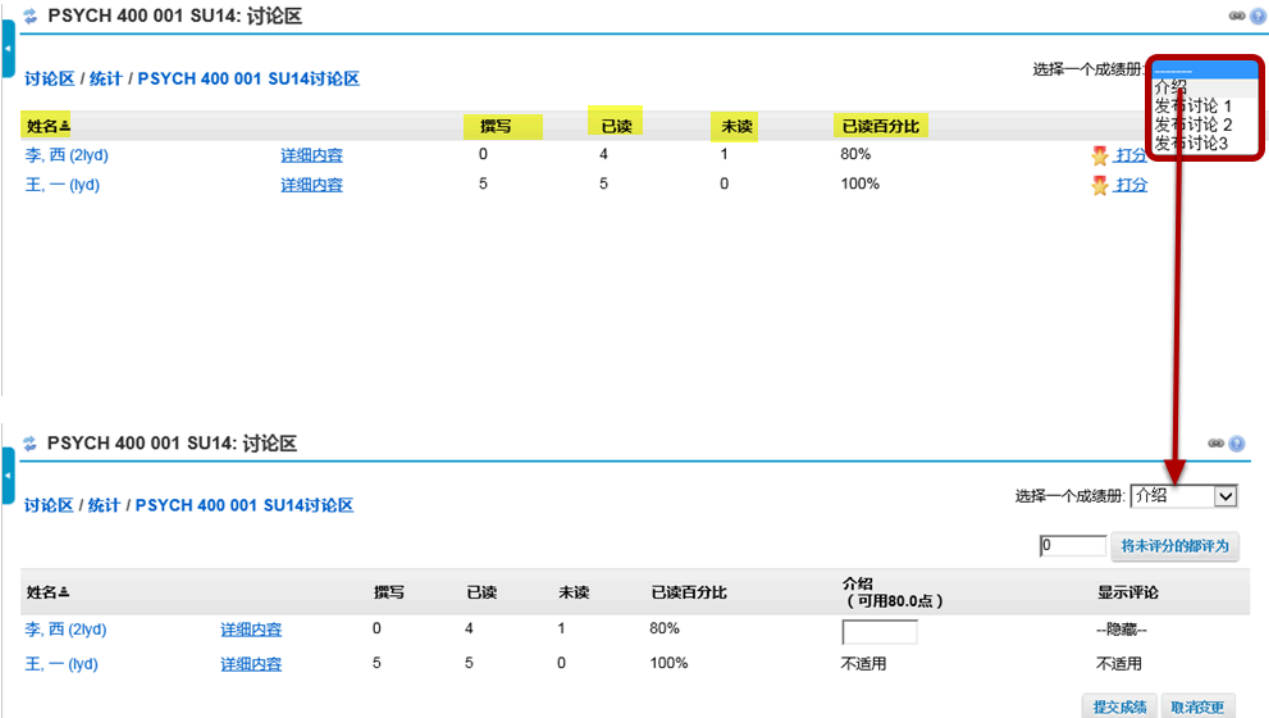 PSYCH 400 001 SU14: 讨论区
讨论区 / 统计 / PSYCH 400 001 SU14讨论区
选择一个成绩册: -------
介绍
发布讨论 1
发布讨论 2
发布讨论3
姓名 撰写 已读 未读 已读百分比
李, 西 (2lyd) 详细内容 0 4 1 80% 打分
王, 一 (lyd) 详细内容 5 5 0 100% 打分
PSYCH 400 001 SU14: 讨论区
讨论区 / 统计 / PSYCH 400 001 SU14讨论区
选择一个成绩册: 介绍
0 将未评分的都评为
姓名 撰写 已读 未读 已读百分比 介绍 显示评论
(可用80.0点)
李, 西 (2lyd) 详细内容 0 4 1 80% --隐藏--
王, 一 (lyd) 详细内容 5 5 0 100% 不适用 不适用
提交成绩 取消变更